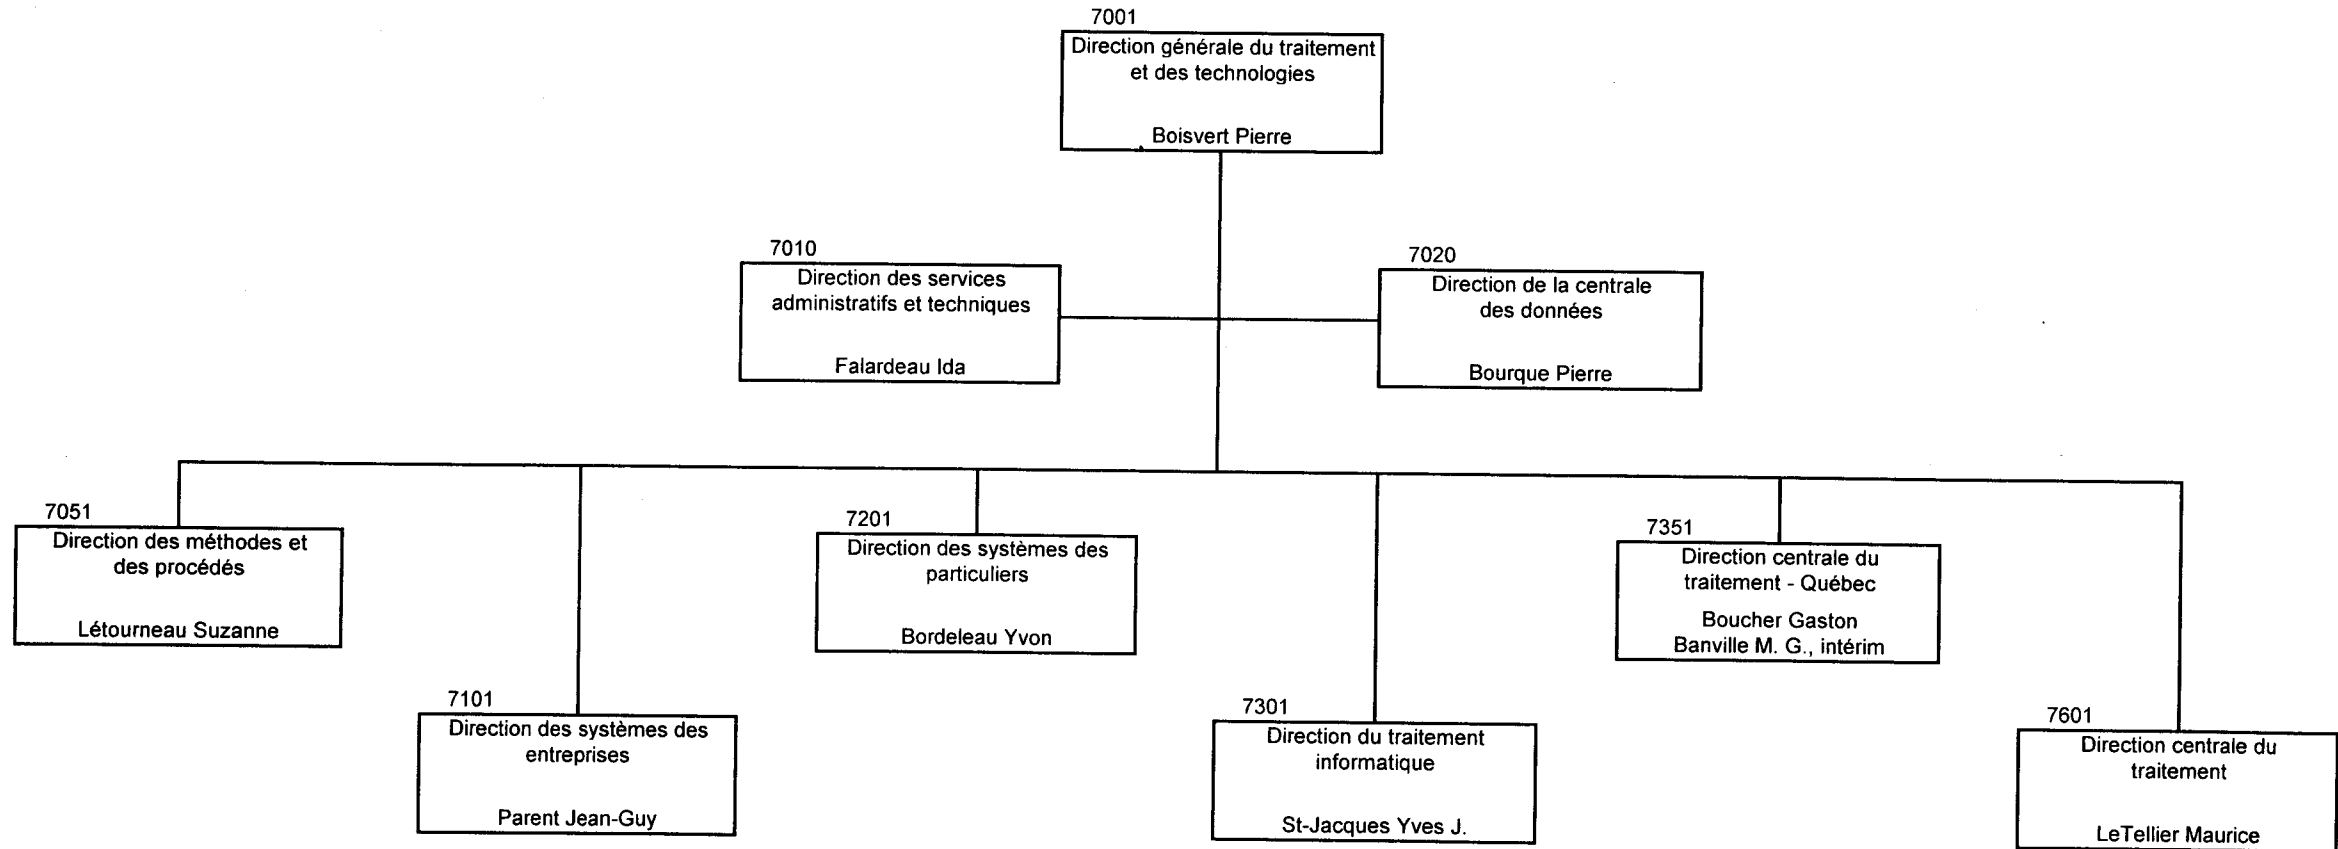 7001
Direction générale du traitement
et des technologies
Boisvert Pierre
7010
Direction des services
administratifs et techniques
Falardeau Ida
7020
Direction de la centrale
des données
Bourque Pierre
7051
Direction des méthodes et
des procédés
Létourneau Suzanne
7101
Direction des systèmes des
entreprises
Parent Jean-Guy
7201
Direction des systèmes des
particuliers
Bordeleau Yvon
7301
Direction du traitement
informatique
St-Jacques Yves J.
7351
Direction centrale du
traitement - Québec
Boucher Gaston
Banville M. G., intérim
7601
Direction centrale du
traitement
LeTellier Maurice